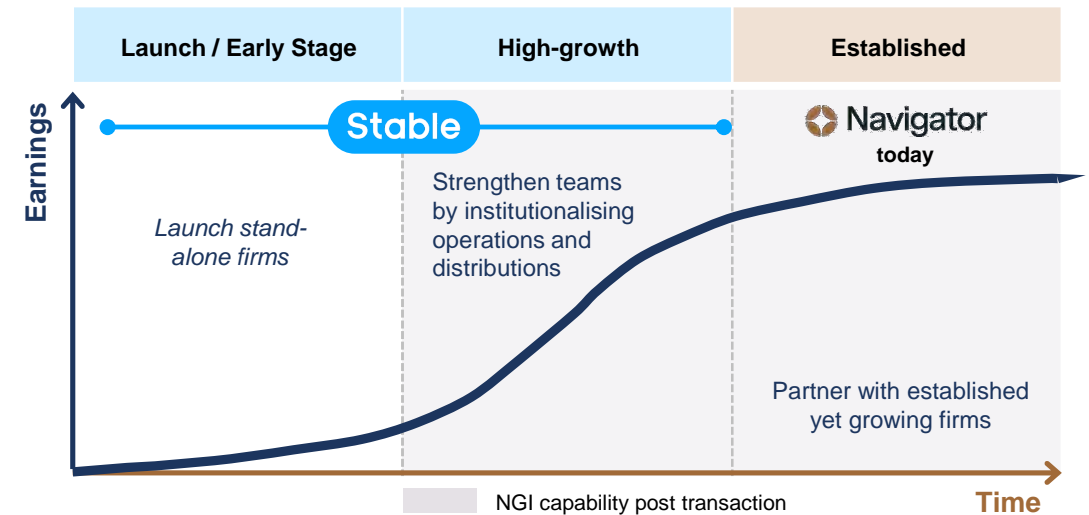 Launch / Early Stage
High-growth
Established
Earnings
Stable
Navigator
today
Launch stand-
alone firms
Strengthen teams
by institutionalising
operations and
distributions
Partner with established
yet growing firms
NGI capability post transaction
Time